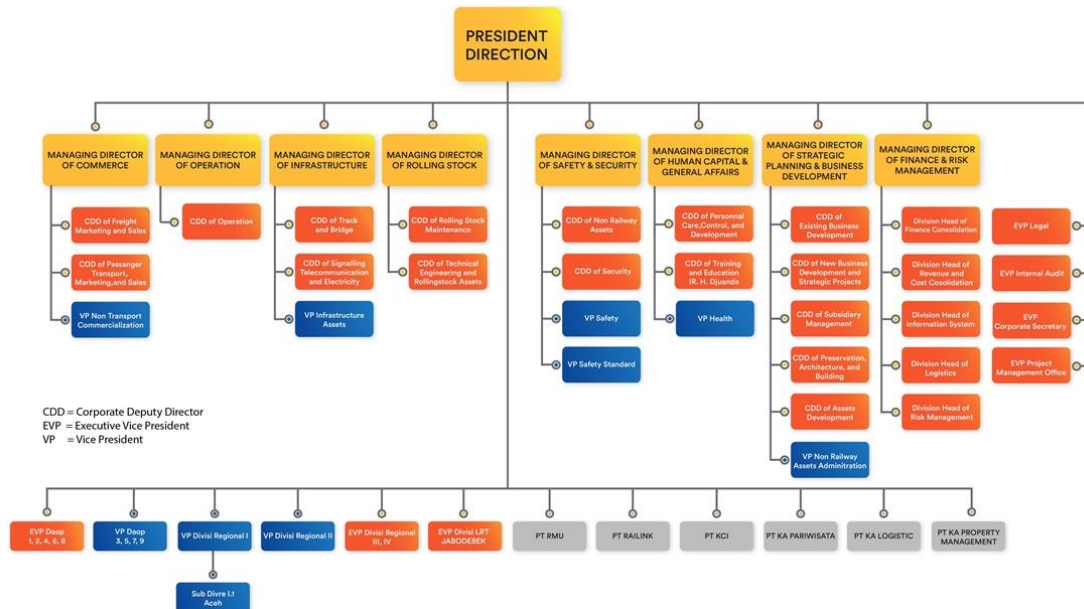 PRESIDENT
DIRECTION
MANAGING DIRECTOR
OF COMMERCE
MANAGING DIRECTOR
OF OPERATION
MANAGING DIRECTOR
OF INFRASTRUCTURE
MANAGING DIRECTOR
OF ROLLING STOCK
MANAGING DIRECTOR
OF SAFETY & SECURITY
MANAGING DIRECTOR
OF HUMAN CAPITAL &
GENERAL AFFAIRS
MANAGING DIRECTOR
OF STRATEGIC
PLANNING & BUSINESS
DEVELOPMENT
MANAGING DIRECTOR
OF FINANCE & RISK
MANAGEMENT
CDD of Freight
Marketing and Sales
CDD of Passanger
Transport,
Marketing,and Sales
VP Non Transport
Commercialization
CDD of Operation
CDD of Track
and Bridge
CDD of Signalling
Telecommunication
and Electricity
VP Infrastructure
Assets
CDD of Rolling Stock
Maintenance
CDD of Technical
Engineering and
Rollingstock Assets
CDD of Non Railway
Assets
CDD of Security
VP Safety
VP Safety Standard
CDD of Personnal
Care,Control, and
Development
CDD of Training
and Education
IR. H. Djuanda
VP Health
CDD of
Existing Business
Development
CDD of New Business
Development and
Strategic Projects
CDD of Subsidiary
Management
CDD of Preservation,
Architecture, and
Building
CDD of Assets
Development
VP Non Railway
Assets Adminitration
Division Head of
Finance Consolidation
Division Head of
Revenue and
Cost Cosolidation
Division Head of
Information System
Division Head of
Logistics
Division Head of
Risk Management
EVP Legal
EVP Internal Audit
EVP
Corporate Secretary
EVP Project
Management Office
CDD = Corporate Deputy Director
EVP = Executive Vice President
VP = Vice President
EVP Daop
1, 2, 4, 6, 8
VP Daop
3, 5, 7, 9
VP Divisi Regional I
VP Divisi Regional II
EVP Divisi Regional
III, IV
EVP Divisi LRT
JABODEBEK
PT RMU
PT RAILINK
PT KCI
PT KA PARIWISATA
PT KA LOGISTIC
PT KA PROPERTY
MANAGEMENT
Sub Divre I.1
Aceh